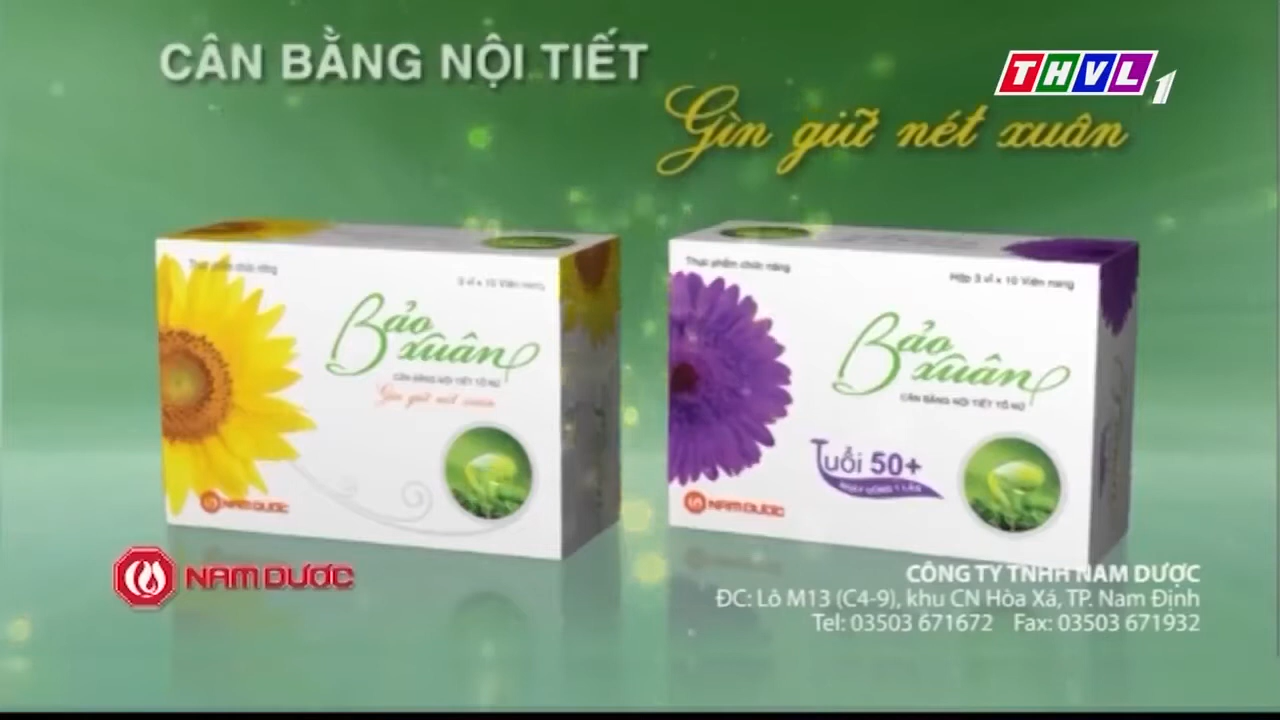 CÂN BẰNG NỘI TIẾT
THVL1
Gìn giữ nét xuân
Thực phẩm chức năng
3 vỉ x 10 Viên nang
Bảo xuân
CÂN BẰNG NỘI TIẾT TỐ NỮ
Gìn giữ nét xuân
NAM DƯỢC
Thực phẩm chức năng
Hộp 3 vỉ x 10 Viên nang
Bảo xuân
CÂN BẰNG NỘI TIẾT TỐ NỮ
Tuổi 50+
NGÀY UỐNG 1 LẦN
NAM DƯỢC
NAM DƯỢC
CÔNG TY TNHH NAM DƯỢC
ĐC: Lô M13 (C4-9), khu CN Hòa Xá, TP. Nam Định
Tel: 03503 671672 Fax: 03503 671932